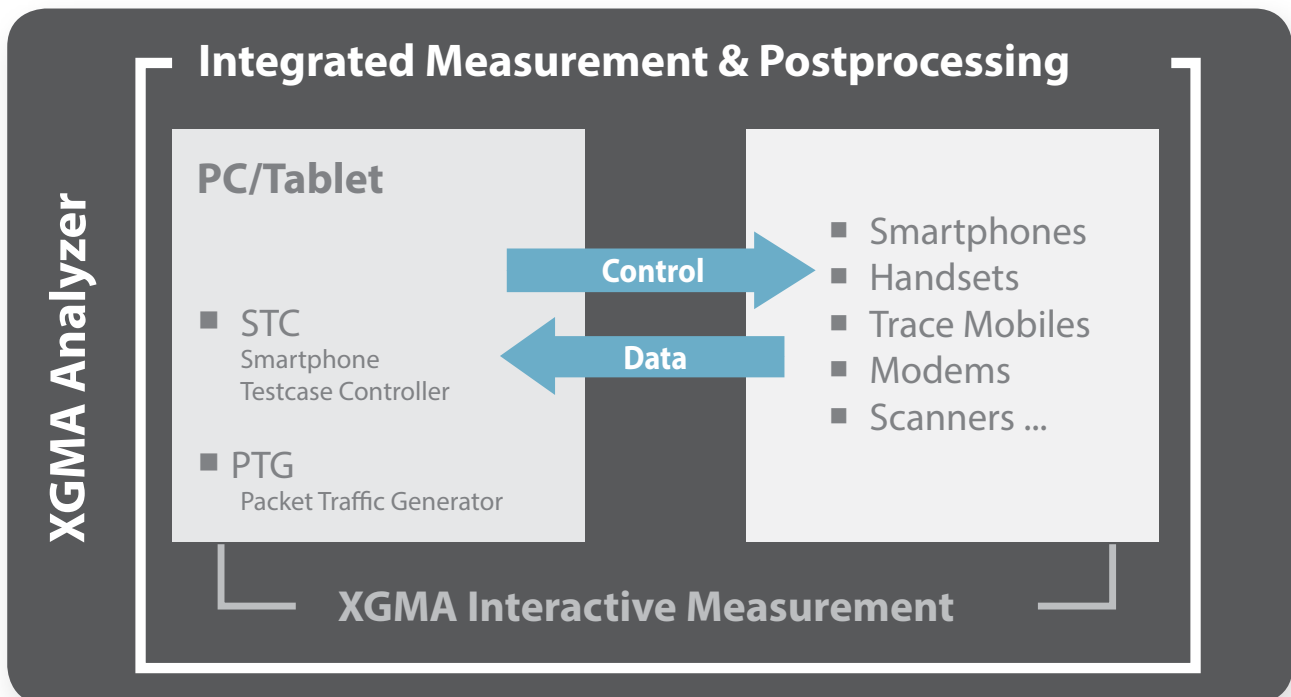 Integrated Measurement & Postprocessing
XGMA Analyzer
PC/Tablet
■ STC
Smartphone
Testcase Controller
■ PTG
Packet Traffic Generator
Control
Data
■ Smartphones
■ Handsets
■ Trace Mobiles
■ Modems
■ Scanners ...
XGMA Interactive Measurement